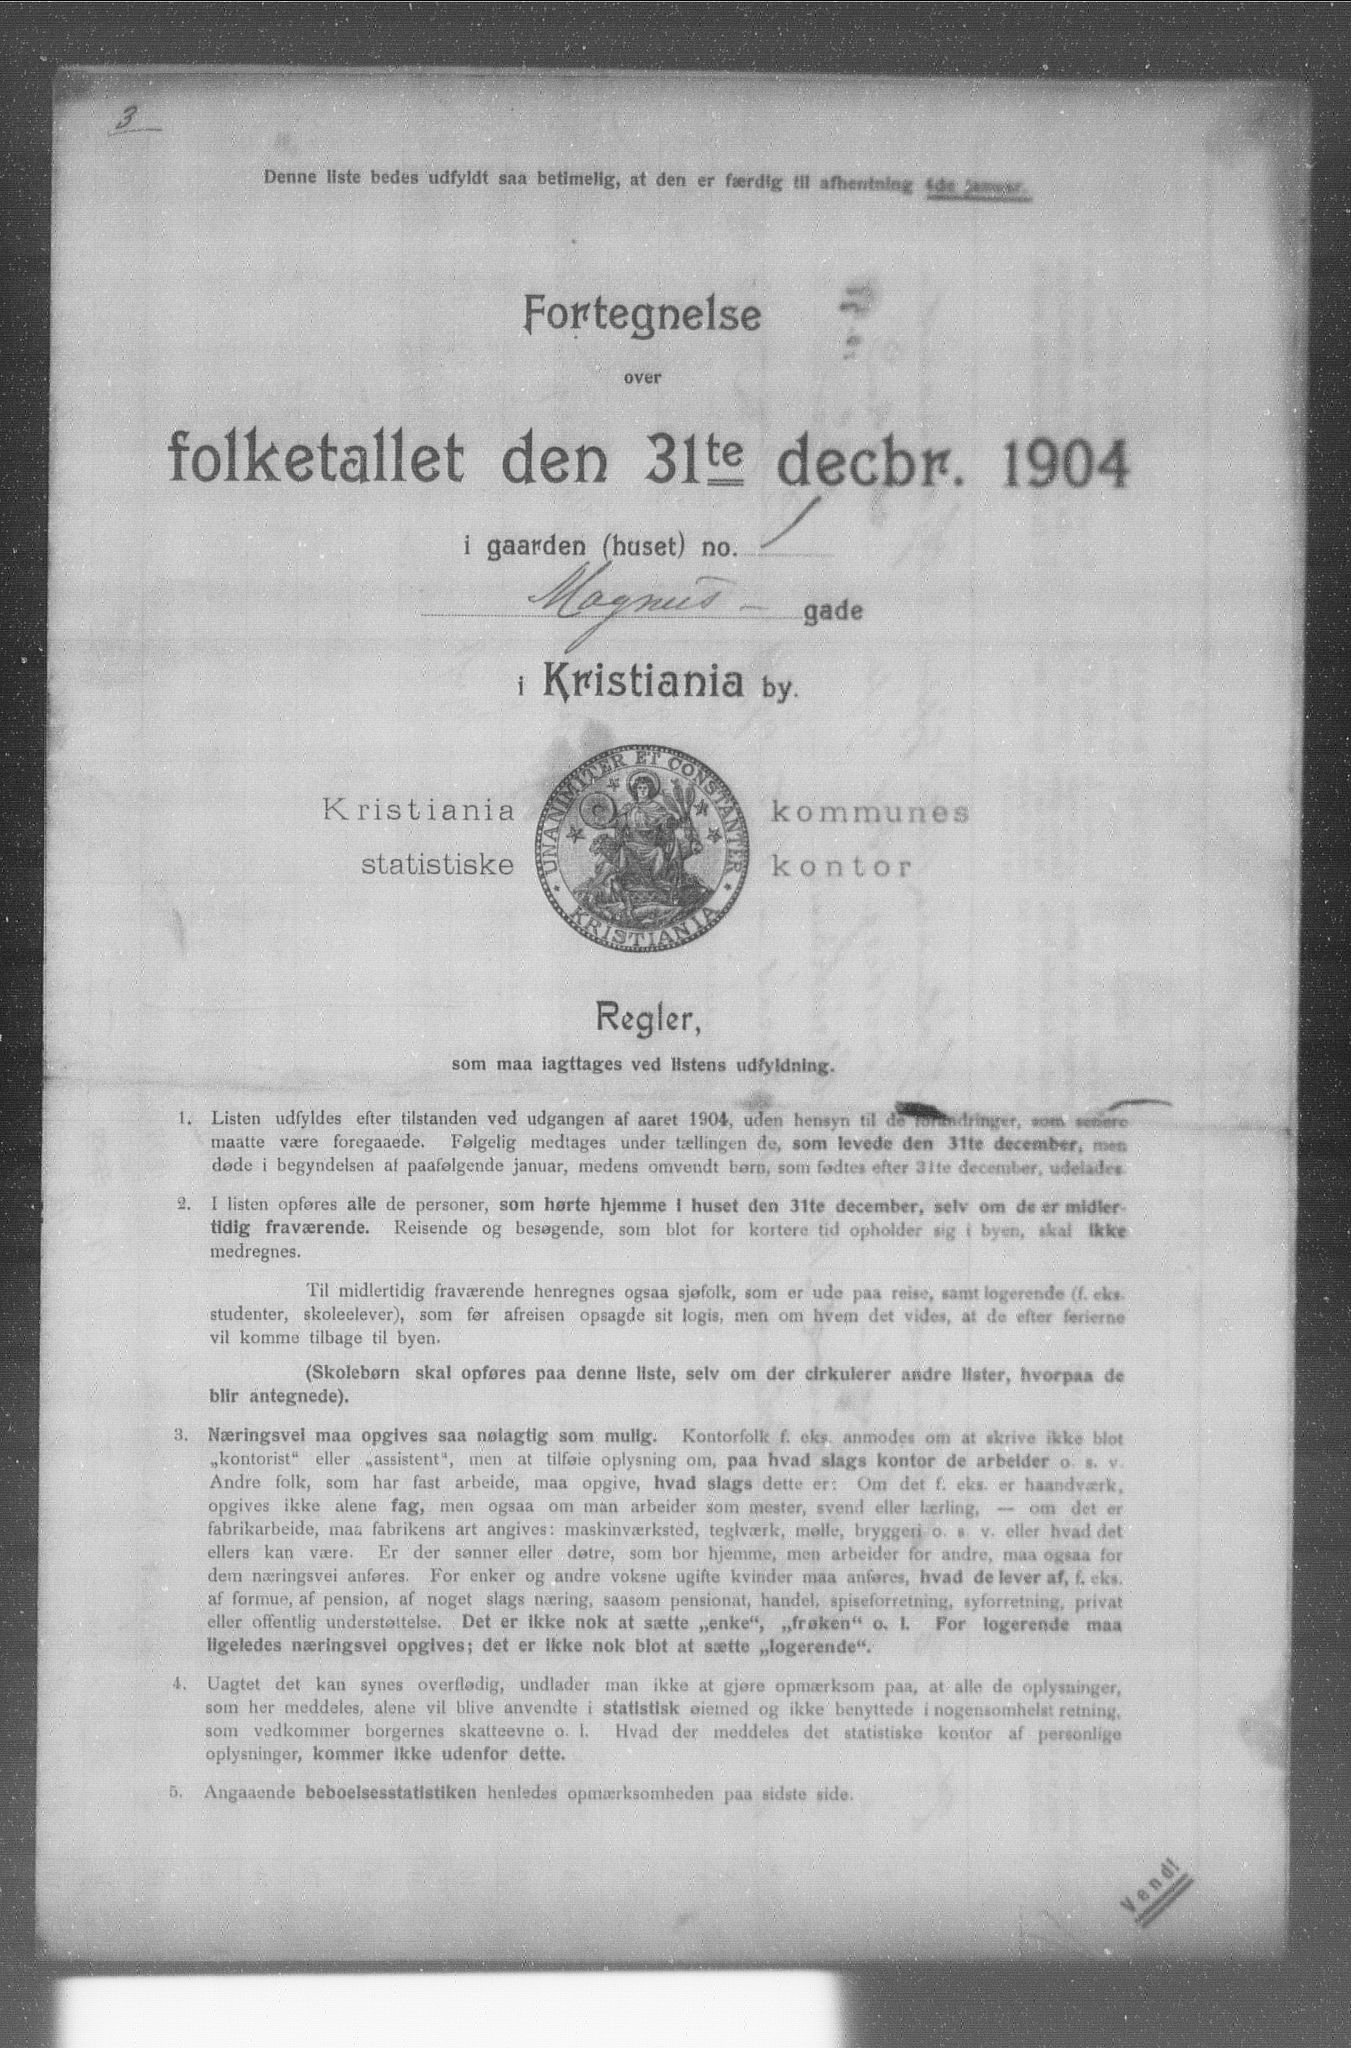 3
Denne liste bedes udfyldt saa betimelig, at den er færdig til afhentning 4de januar.
Fortegnelse
over
folketallet den 31te decbr. 1904
i gaarden (huset) no. 1
Magnus - gade
i Kristiania by.
Kristiania kommunes
statistiske kontor
UNANIMITER ET CONSTANTER
KRISTIANIA
Regler,
som maa iagttages ved listens udfyldning.
1. Listen udfyldes efter tilstanden ved udgangen af aaret 1904, uden hensyn til de forandringer, som senere
maatte være foregaaede. Følgelig medtages under tællingen de, som levede den 31te december, men
døde i begyndelsen af paafølgende januar, medens omvendt børn, som fødtes efter 31te december, udelades.
2. I listen opføres alle de personer, som hørte hjemme i huset den 31te december, selv om de er midler-
tidig fraværende. Reisende og besøgende, som blot for kortere tid opholder sig i byen, skal ikke
medregnes.
Til midlertidig fraværende henregnes ogsaa sjøfolk, som er ude paa reise, samt logerende (f. eks.
studenter, skoleelever), som før afreisen opsagde sit logis, men om hvem det vides, at de efter ferierne
vil komme tilbage til byen.
(Skolebørn skal opføres paa denne liste, selv om der cirkulerer andre lister, hvorpaa de
blir antegnede).
3. Næringsvei maa opgives saa nøiagtig som mulig. Kontorfolk f. eks. anmodes om at skrive ikke blot
„kontorist“ eller „assistent“, men at tilføie oplysning om, paa hvad slags kontor de arbeider o. s. v.
Andre folk, som har fast arbeide, maa opgive, hvad slags dette er: Om det f. eks. er haandværk,
opgives ikke alene fag, men ogsaa om man arbeider som mester, svend eller lærling, — om det er
fabrikarbeide, maa fabrikens art angives: maskinværksted, teglværk, mølle, bryggeri o. s. v. eller hvad det
ellers kan være. Er der sønner eller døtre, som bor hjemme, men arbeider for andre, maa ogsaa for
dem næringsvei anføres. For enker og andre voksne ugifte kvinder maa anføres, hvad de lever af, f. eks.
af formue, af pension, af noget slags næring, saasom pensionat, handel, spiseforretning, syforretning, privat
eller offentlig understøttelse. Det er ikke nok at sætte „enke“, „frøken“ o. l. For logerende maa
ligeledes næringsvei opgives; det er ikke nok blot at sætte „logerende“.
4. Uagtet det kan synes overflødig, undlader man ikke at gjøre opmærksom paa, at alle de oplysninger,
som her meddeles, alene vil blive anvendte i statistisk øiemed og ikke benyttede i nogensomhelst retning,
som vedkommer borgernes skatteevne o. l. Hvad der meddeles det statistiske kontor af personlige
oplysninger, kommer ikke udenfor dette.
5. Angaaende beboelsesstatistiken henledes opmærksomheden paa sidste side.
Vend!